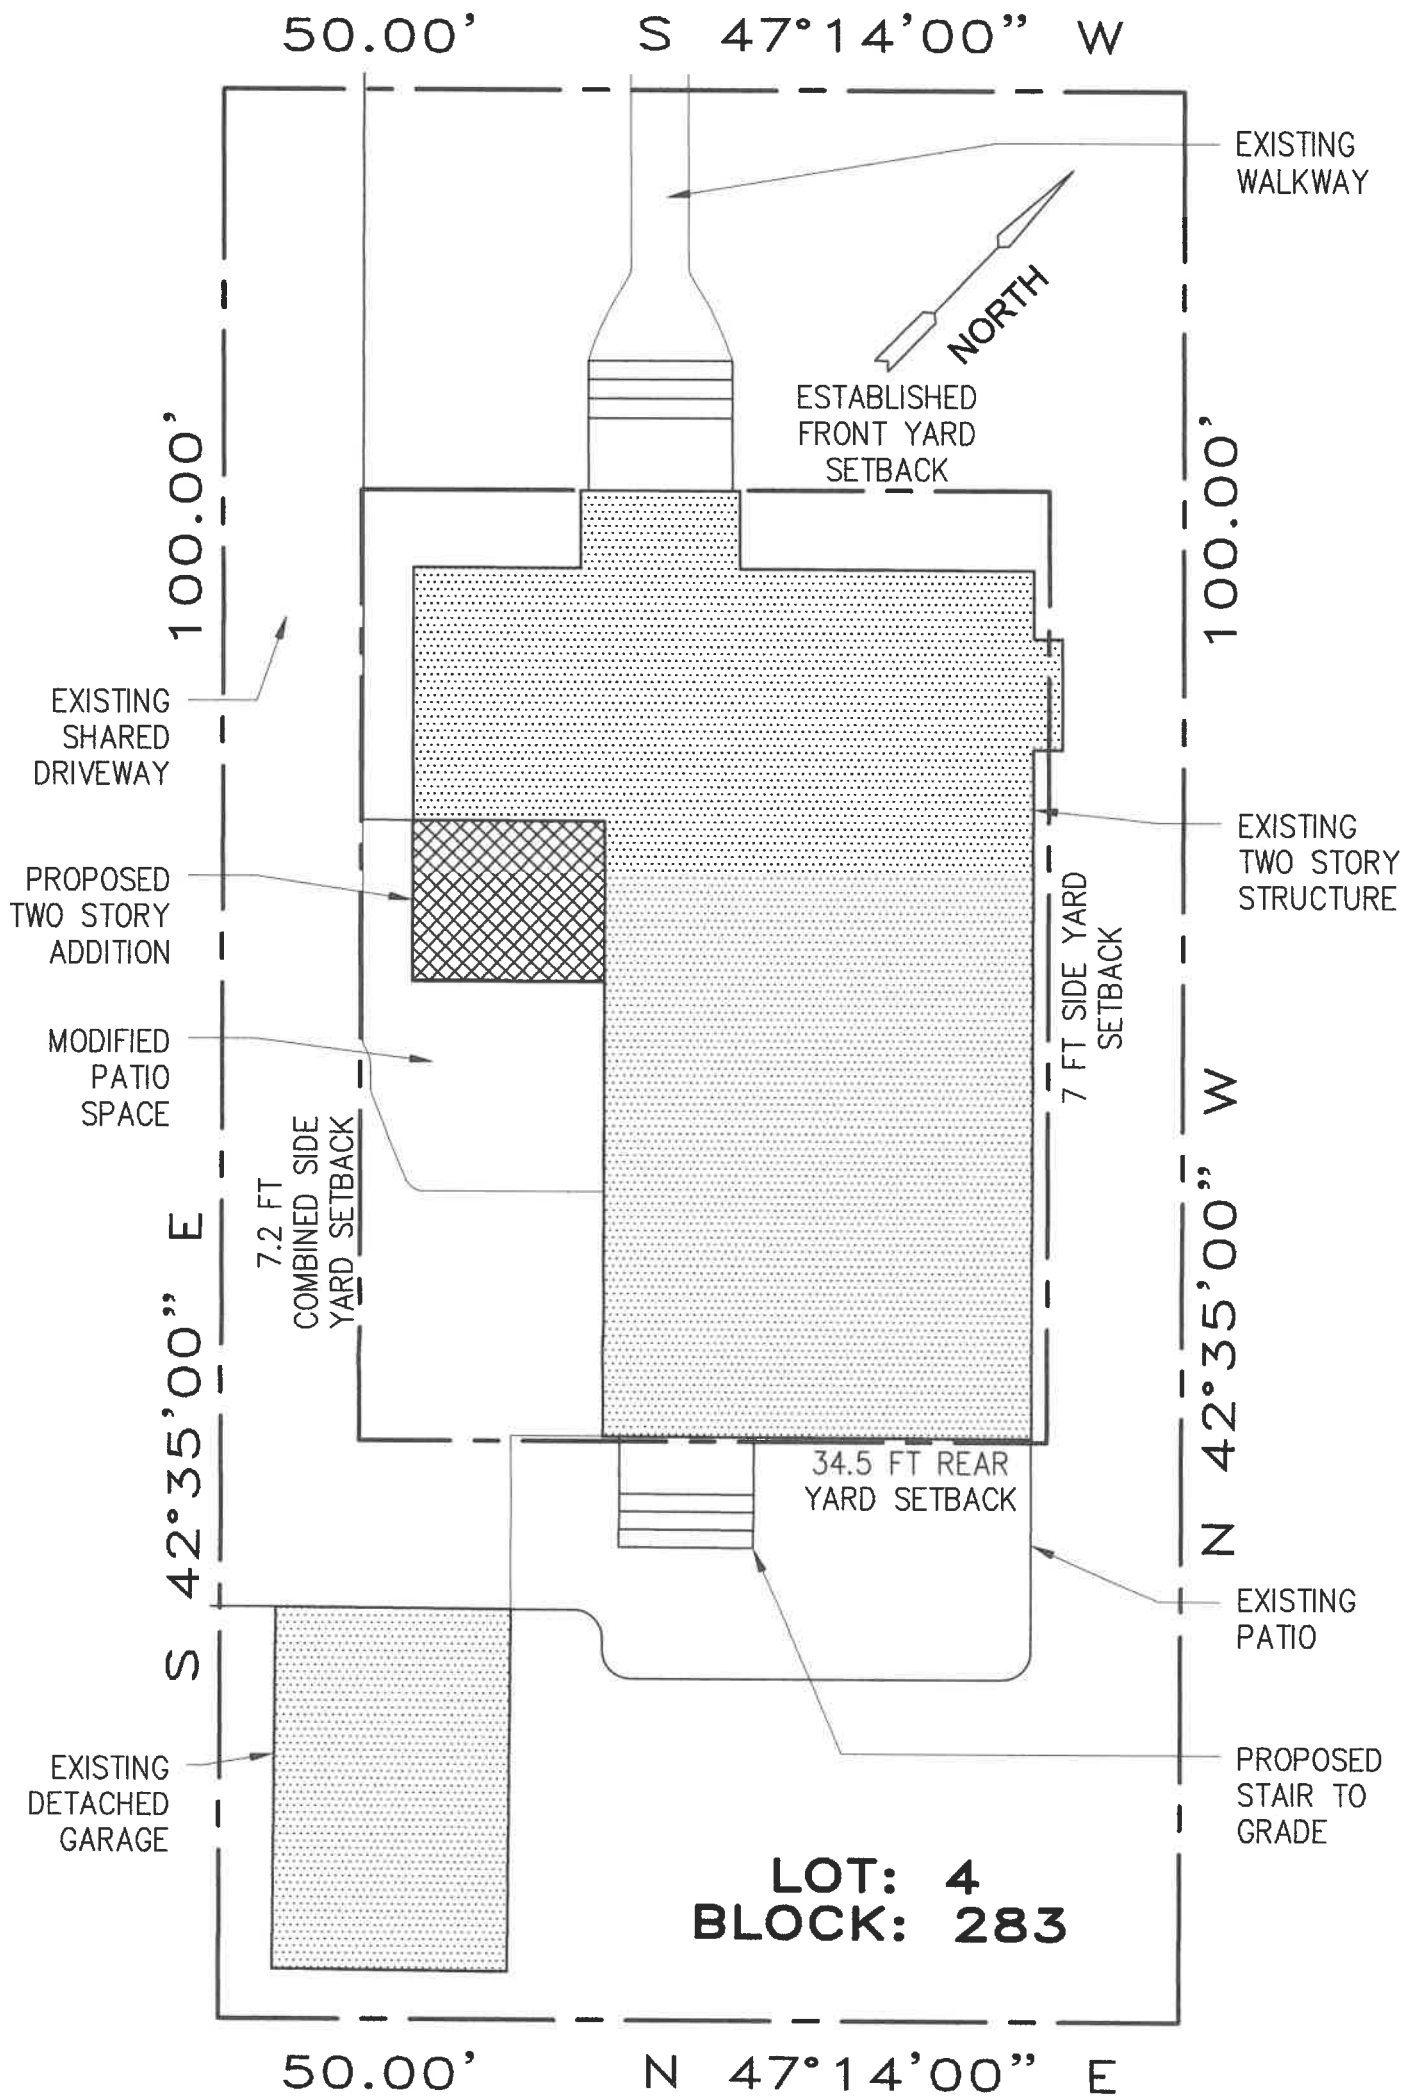 50.00' S 47°14'00" W
EXISTING
WALKWAY
NORTH
ESTABLISHED
FRONT YARD
SETBACK
100.00'
100.00'
EXISTING
SHARED
DRIVEWAY
EXISTING
TWO STORY
STRUCTURE
PROPOSED
TWO STORY
ADDITION
7 FT SIDE YARD
SETBACK
MODIFIED
PATIO
SPACE
7.2 FT
COMBINED SIDE
YARD SETBACK
S 42°35'00" E
N 42°35'00" W
34.5 FT REAR
YARD SETBACK
EXISTING
PATIO
EXISTING
DETACHED
GARAGE
PROPOSED
STAIR TO
GRADE
LOT: 4
BLOCK: 283
50.00' N 47°14'00" E